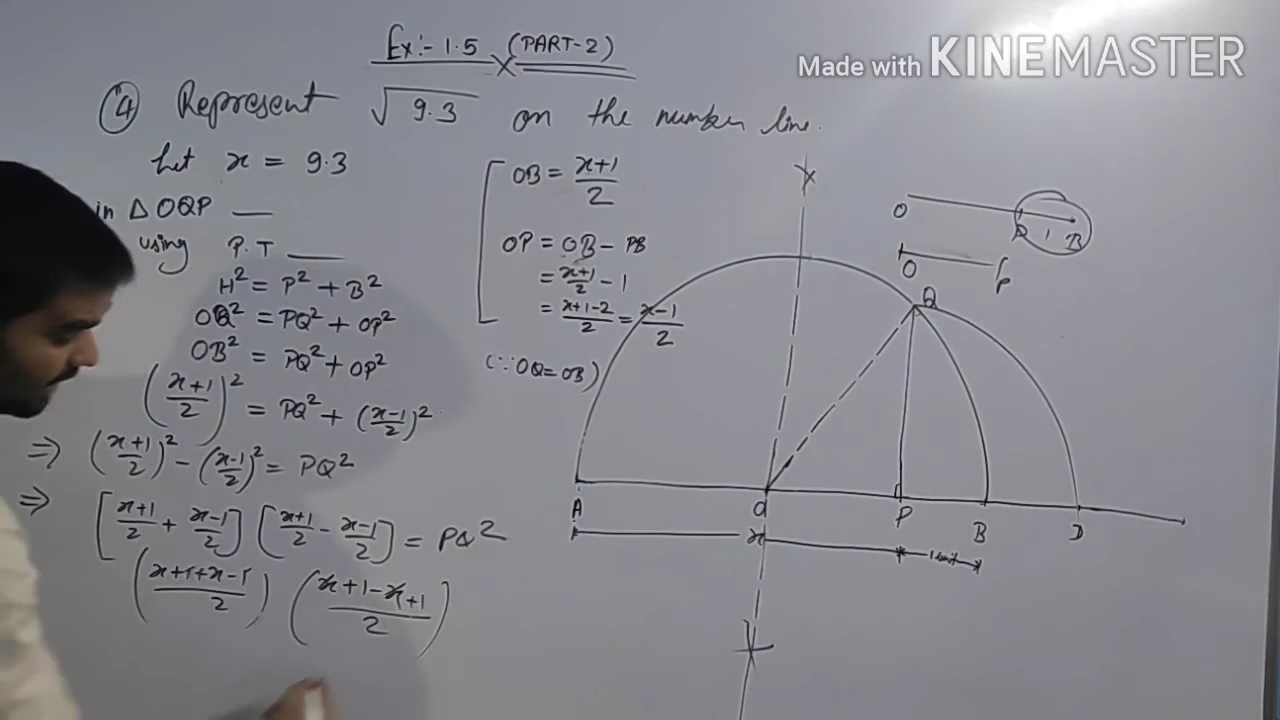 Ex:- 1.5 (PART-2)
Made with KINEMASTER
(4) Represent √9.3 on the number line.
Let x = 9.3
in △ OQP
using P.T
H² = P² + B²
OQ² = PQ² + OP²
OB² = PQ² + OP²
(x+1/2)² = PQ² + (x-1/2)²
⇒ (x+1/2)² - (x-1/2)² = PQ²
⇒ [x+1/2 + x-1/2] [x+1/2 - x-1/2] = PQ²
(x+1+x-1/2) (x+1-x+1/2)
OB = x+1/2
OP = OB - PB
= x+1/2 - 1
= x+1-2/2 = x-1/2
(∵ OQ = OB)
O P 1 B
O P
Q
A O P B D
x 1 unit